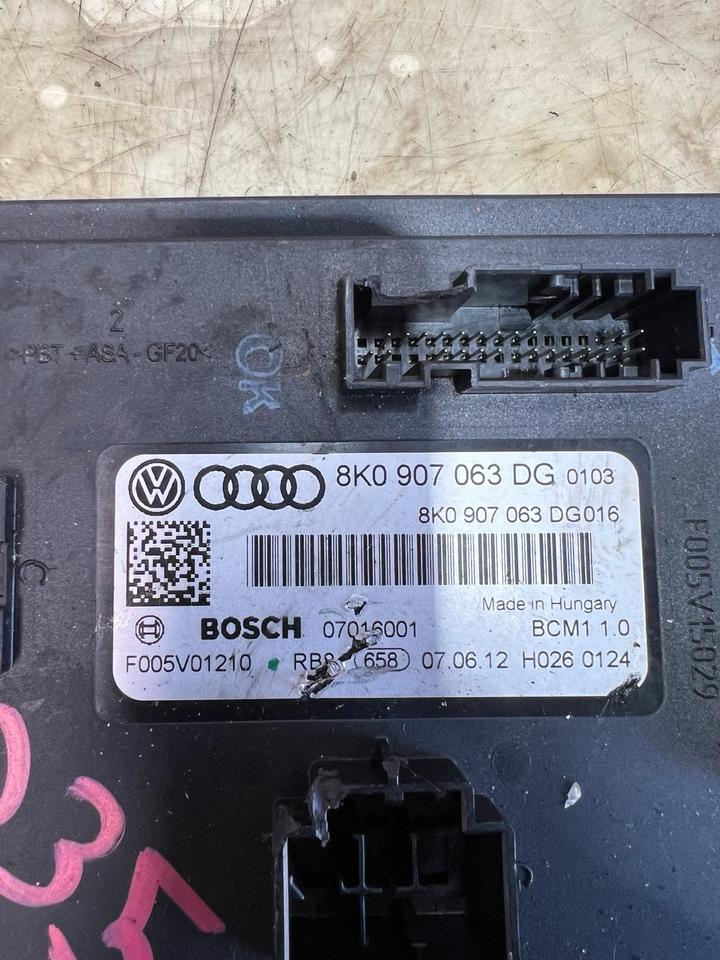 2
>PBT+ASA-GF20<
OK
8K0 907 063 DG 0103
8K0 907 063 DG016
Made in Hungary
BOSCH 07016001 BCM1 1.0
F005V01210 658 07.06.12 H026 0124
F005V15029
C
C